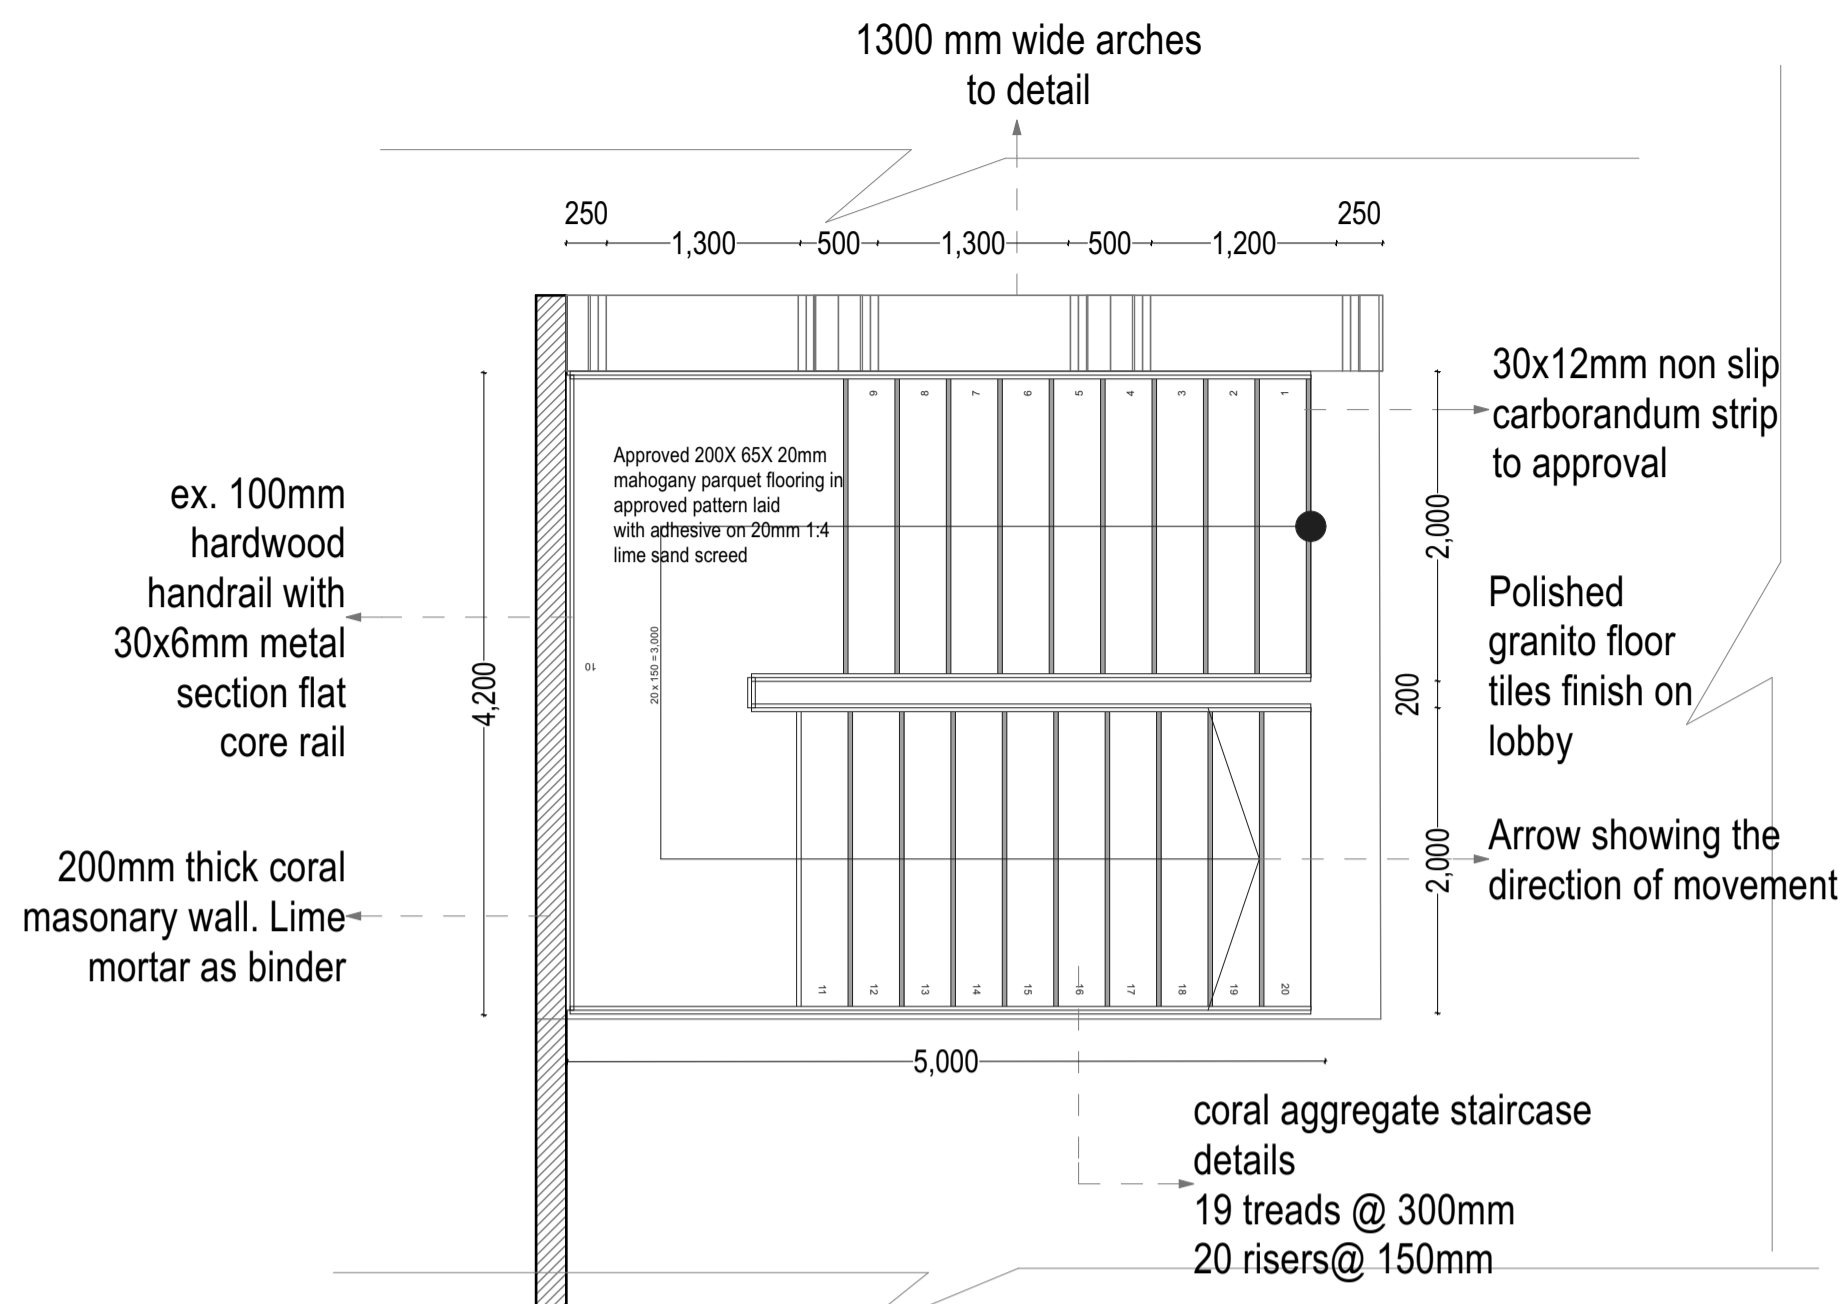 1300 mm wide arches
to detail
250
250
1,300
500
1,300
500
1,200
30x12mm non slip
carborandum strip
to approval
9
8
7
6
5
4
3
2
1
Approved 200X 65X 20mm
mahogany parquet flooring in
approved pattern laid
with adhesive on 20mm 1:4
lime sand screed
ex. 100mm
hardwood
handrail with
30x6mm metal
section flat
core rail
2,000
Polished
granito floor
tiles finish on
lobby
10
20 x 150 = 3,000
4,200
200
200mm thick coral
masonary wall. Lime
mortar as binder
2,000
Arrow showing the
direction of movement
11
12
13
14
15
16
17
18
19
20
5,000
coral aggregate staircase
details
19 treads @ 300mm
20 risers@ 150mm